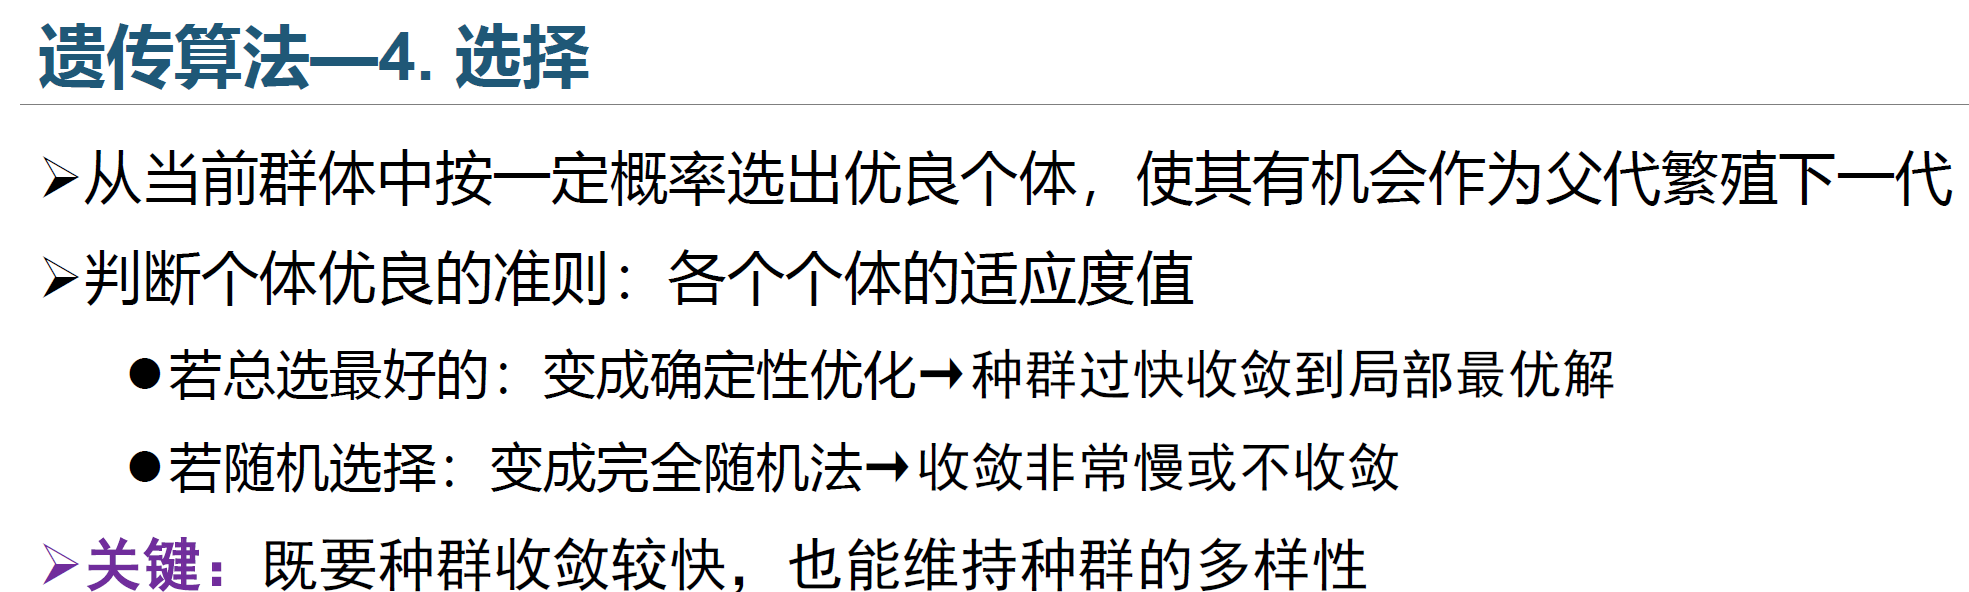 遗传算法—4. 选择
➢从当前群体中按一定概率选出优良个体，使其有机会作为父代繁殖下一代
➢判断个体优良的准则：各个个体的适应度值
●若总选最好的：变成确定性优化→种群过快收敛到局部最优解
●若随机选择：变成完全随机法→收敛非常慢或不收敛
➢关键：既要种群收敛较快，也能维持种群的多样性